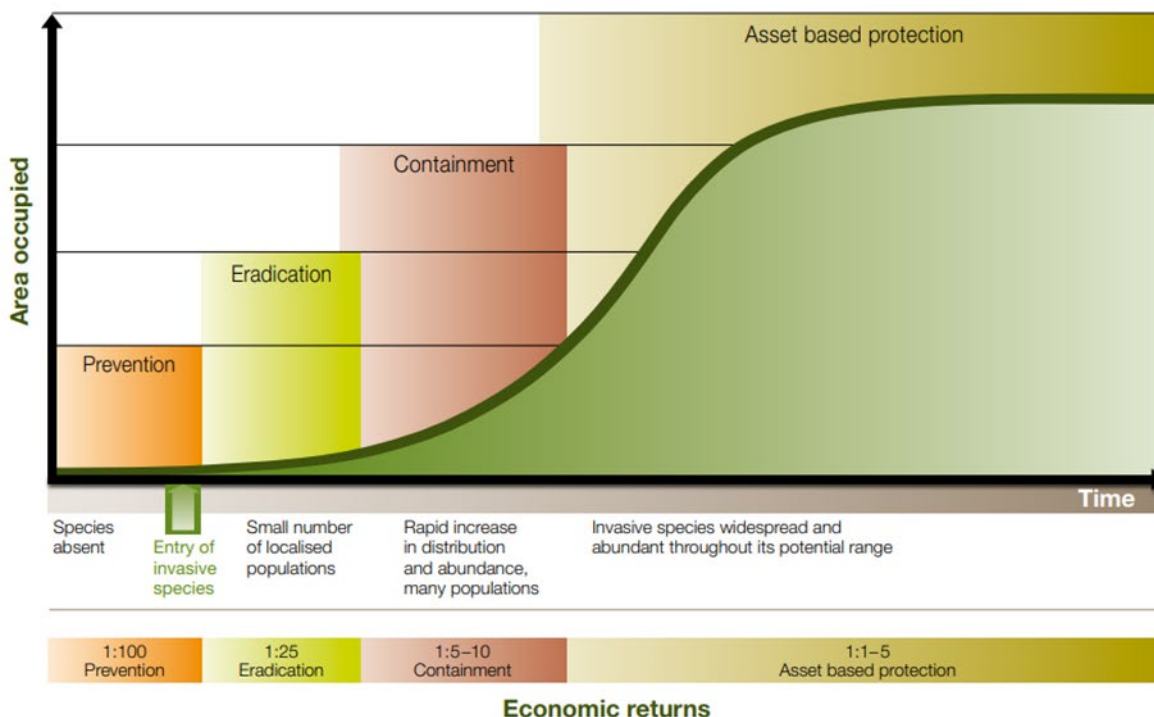 Area occupied
Asset based protection
Containment
Eradication
Prevention
Time
Species
absent
Entry of
invasive
species
Small number
of localised
populations
Rapid increase
in distribution
and abundance,
many populations
Invasive species widespread and
abundant throughout its potential range
1:100
Prevention
1:25
Eradication
1:5–10
Containment
1:1–5
Asset based protection
Economic returns